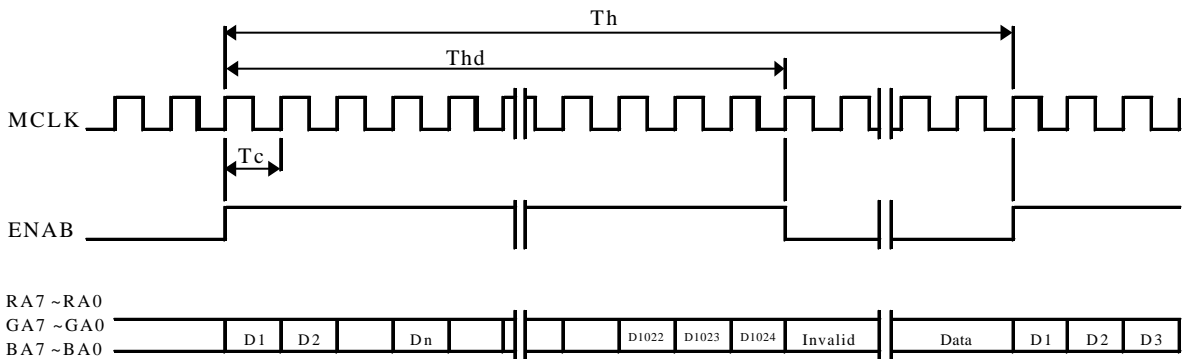 Th
Thd
MCLK
Tc
ENAB
RA7 ~RA0
GA7 ~GA0
BA7 ~BA0
D1 D2 Dn D1022 D1023 D1024 Invalid Data D1 D2 D3